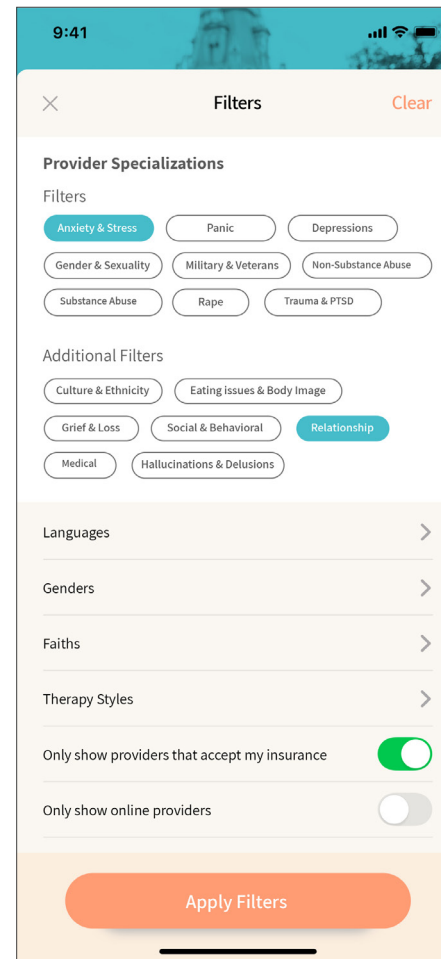 9:41
Filters Clear
Provider Specializations
Filters
Anxiety & Stress Panic Depressions
Gender & Sexuality Military & Veterans Non-Substance Abuse
Substance Abuse Rape Trauma & PTSD
Additional Filters
Culture & Ethnicity Eating issues & Body Image
Grief & Loss Social & Behavioral Relationship
Medical Hallucinations & Delusions
Languages
Genders
Faiths
Therapy Styles
Only show providers that accept my insurance
Only show online providers
Apply Filters